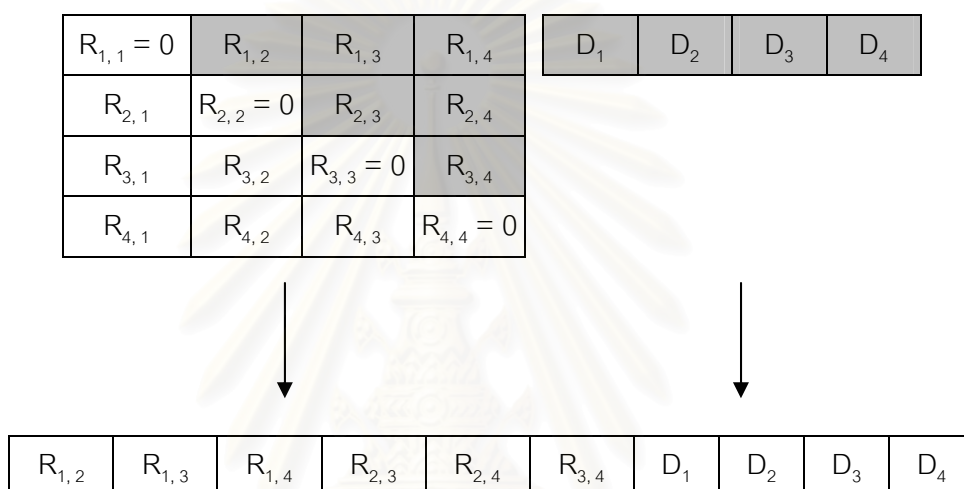 R1, 1 = 0 R1, 2 R1, 3 R1, 4 D1 D2 D3 D4
R2, 1 R2, 2 = 0 R2, 3 R2, 4
R3, 1 R3, 2 R3, 3 = 0 R3, 4
R4, 1 R4, 2 R4, 3 R4, 4 = 0
R1, 2 R1, 3 R1, 4 R2, 3 R2, 4 R3, 4 D1 D2 D3 D4